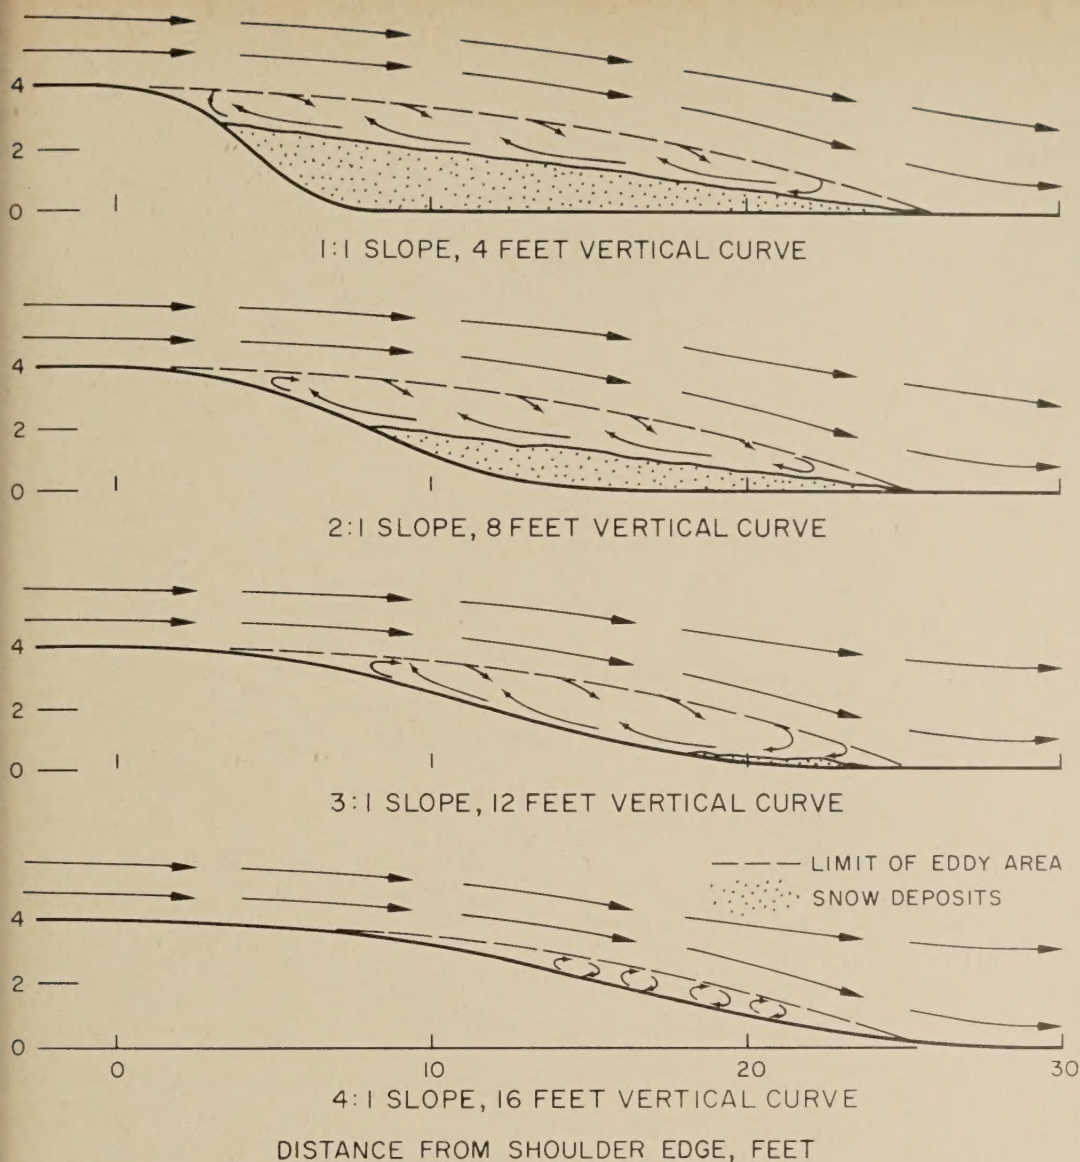 4
2
0
1:1 SLOPE, 4 FEET VERTICAL CURVE
4
2
0
2:1 SLOPE, 8 FEET VERTICAL CURVE
4
2
0
3:1 SLOPE, 12 FEET VERTICAL CURVE
LIMIT OF EDDY AREA
SNOW DEPOSITS
4
2
0
0 10 20 30
4:1 SLOPE, 16 FEET VERTICAL CURVE
DISTANCE FROM SHOULDER EDGE, FEET